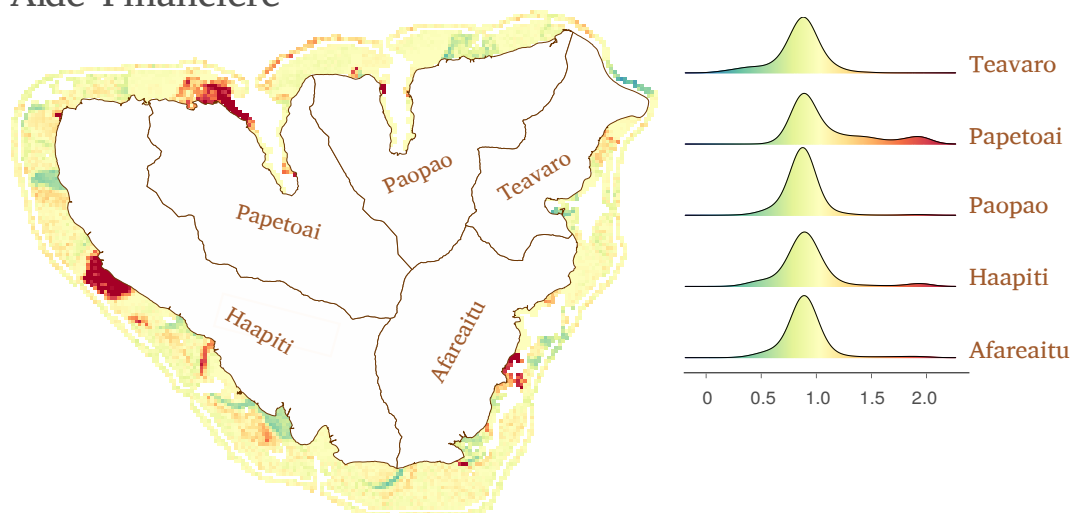 Aide Financière
Teavaro
Papetoai
Paopao
Haapiti
Afareaitu
0 0.5 1.0 1.5 2.0
Paopao
Teavaro
Papetoai
Haapiti
Afareaitu